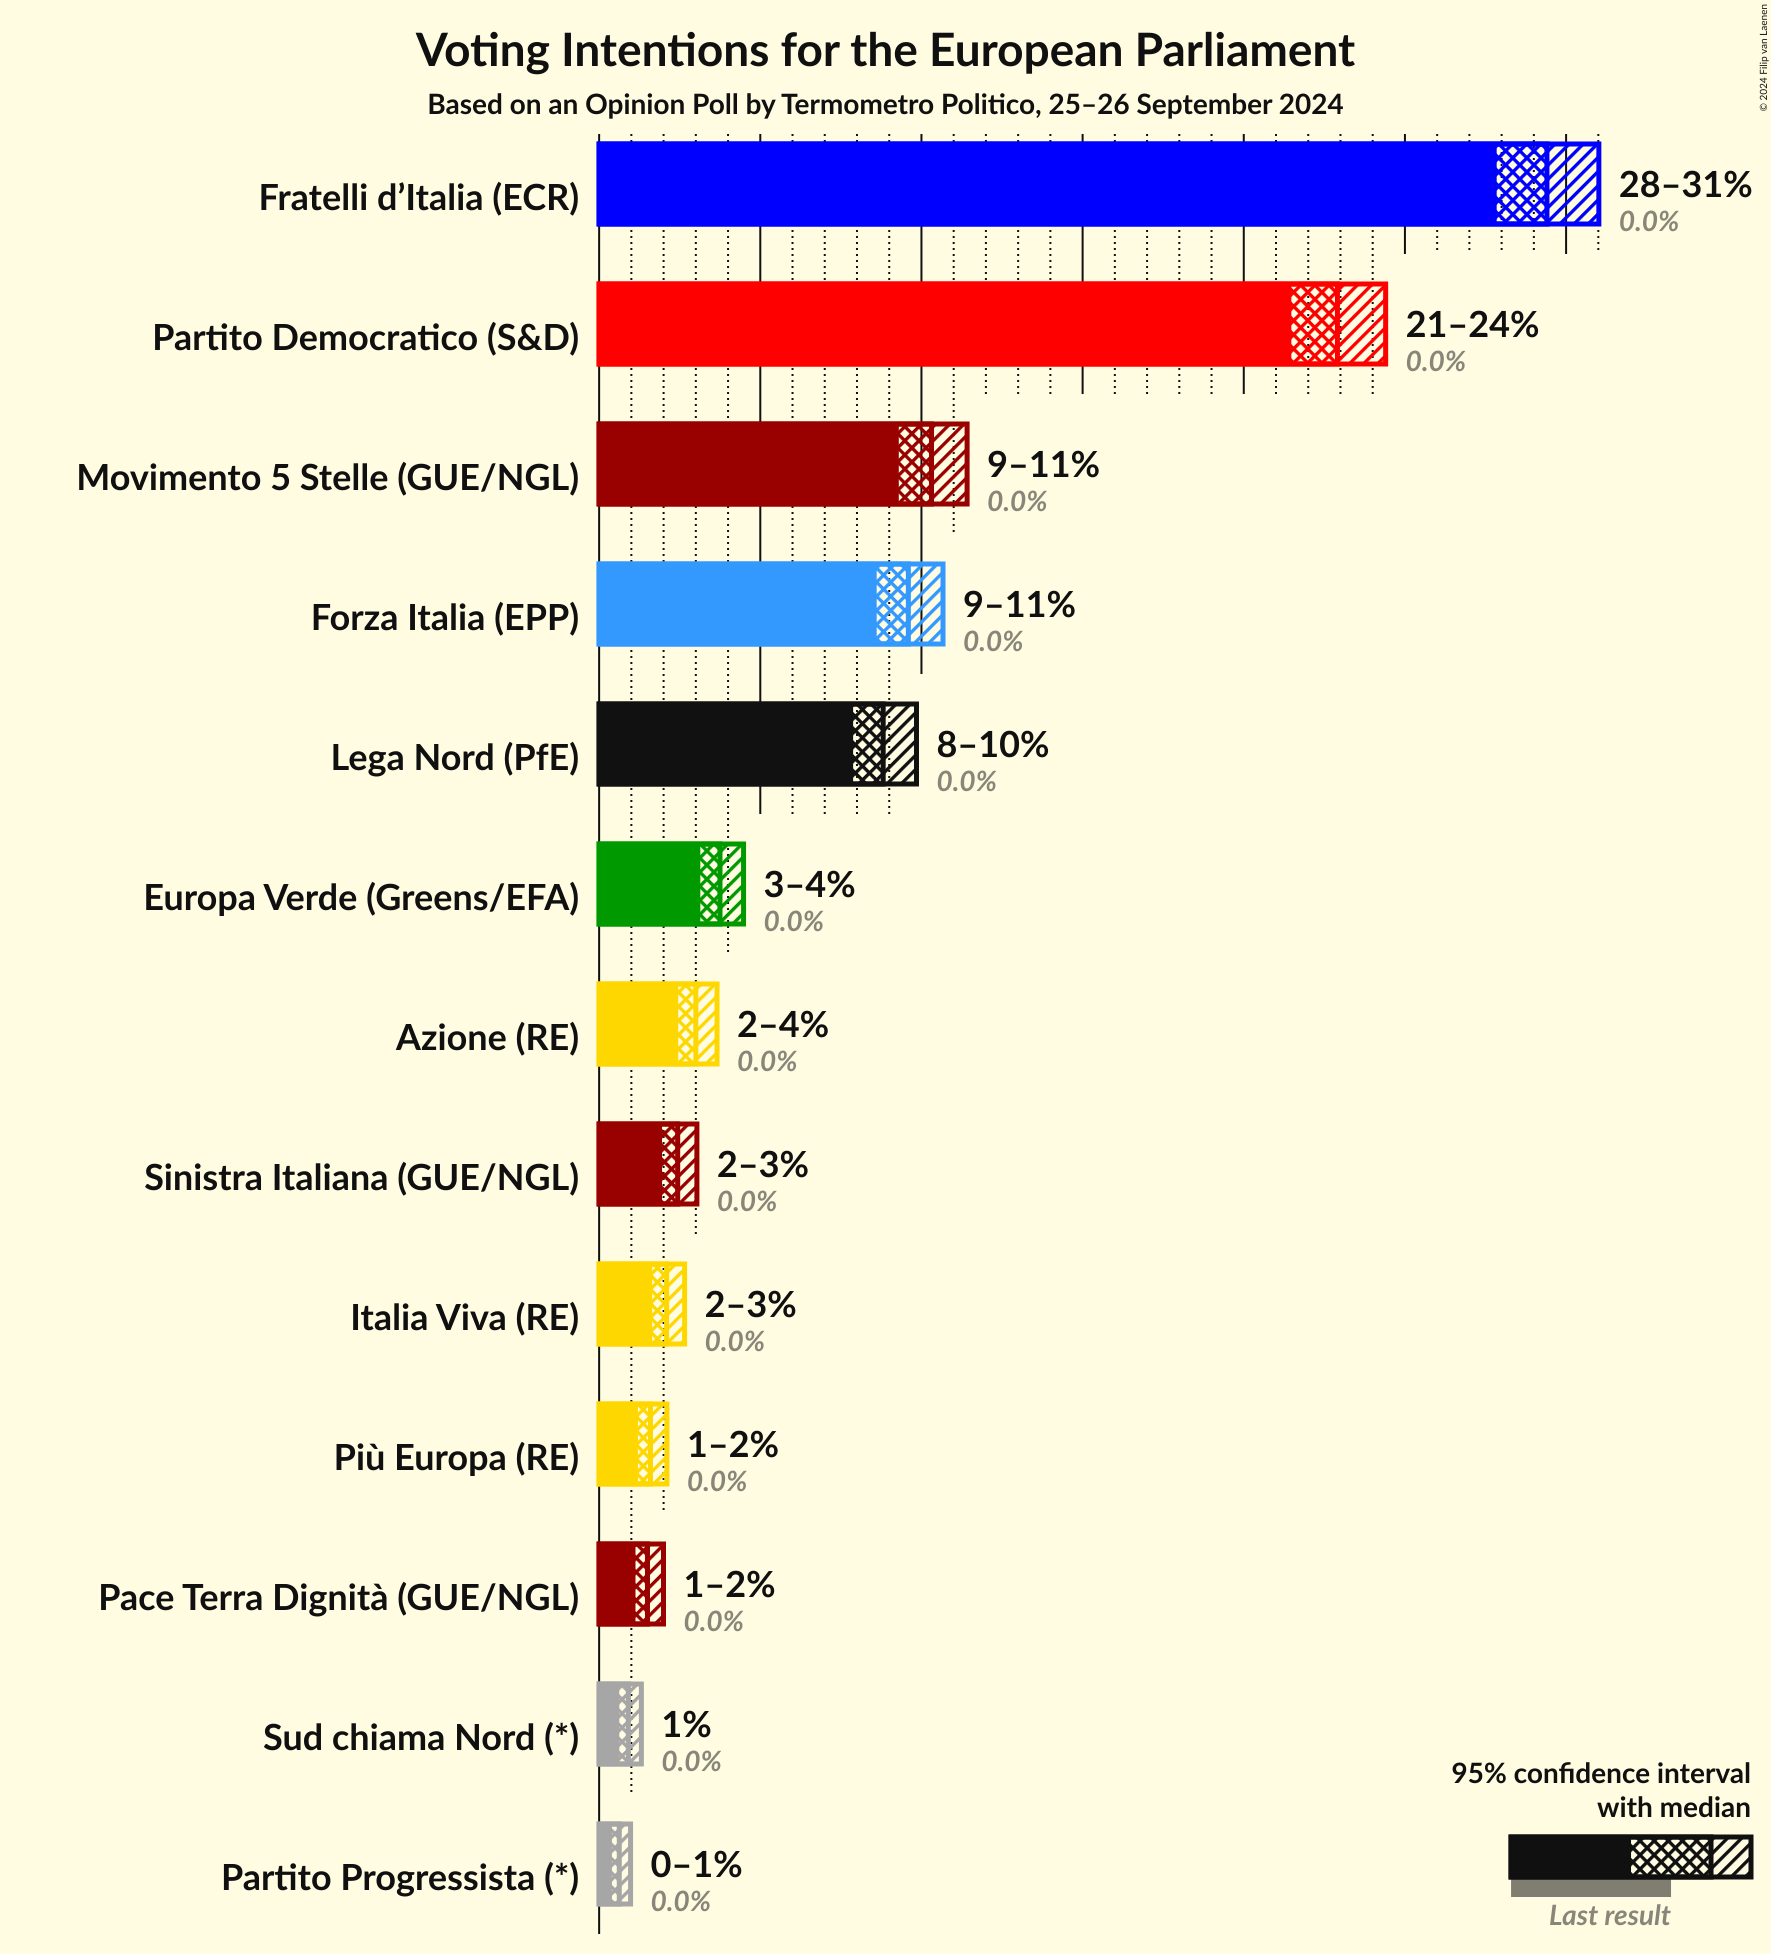 Voting Intentions for the European Parliament
Based on an Opinion Poll by Termometro Politico, 25–26 September 2024
© 2024 Filip van Laenen
Fratelli d’Italia (ECR)
28–31%
0.0%
Partito Democratico (S&D)
21–24%
0.0%
Movimento 5 Stelle (GUE/NGL)
9–11%
0.0%
Forza Italia (EPP)
9–11%
0.0%
Lega Nord (PfE)
8–10%
0.0%
Europa Verde (Greens/EFA)
3–4%
0.0%
Azione (RE)
2–4%
0.0%
Sinistra Italiana (GUE/NGL)
2–3%
0.0%
Italia Viva (RE)
2–3%
0.0%
Più Europa (RE)
1–2%
0.0%
Pace Terra Dignità (GUE/NGL)
1–2%
0.0%
Sud chiama Nord (*)
1%
0.0%
Partito Progressista (*)
0–1%
0.0%
95% confidence interval
with median
Last result